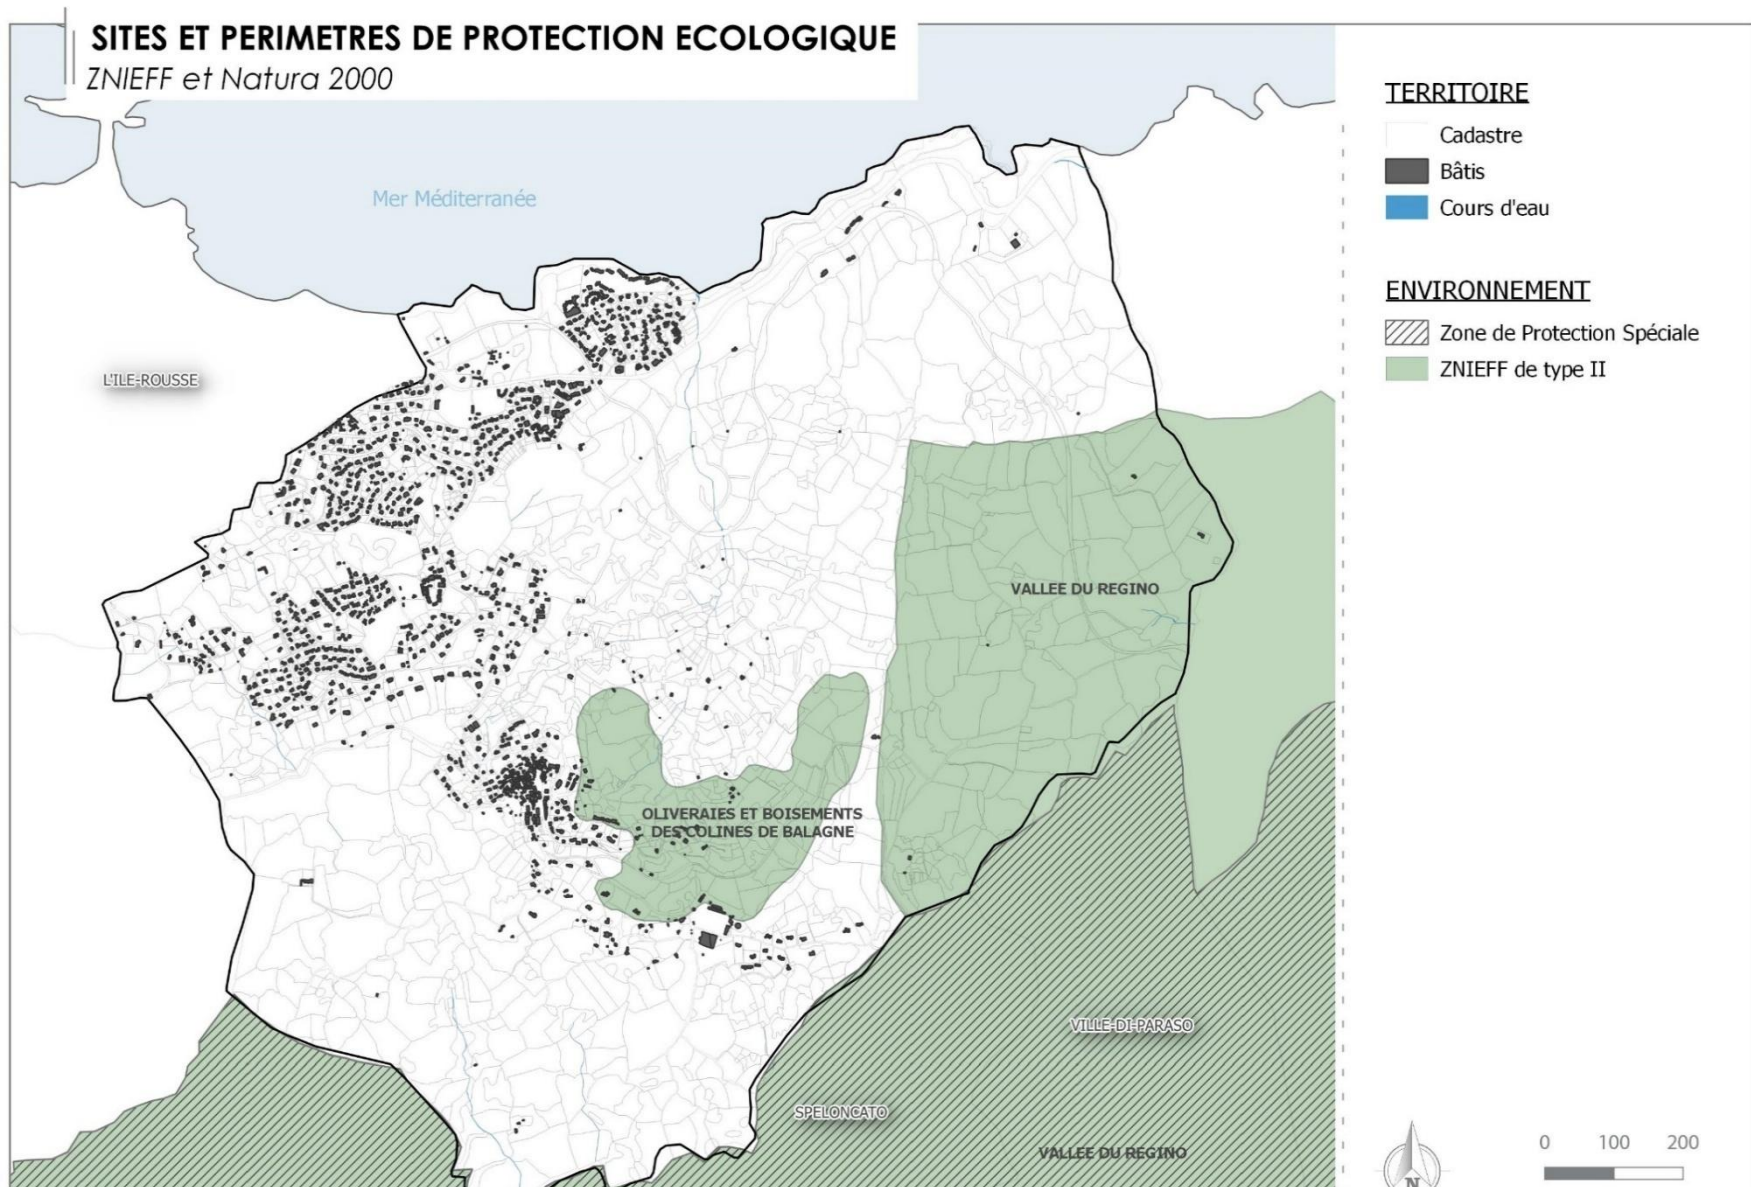 SITES ET PERIMETRES DE PROTECTION ECOLOGIQUE
ZNIEFF et Natura 2000
Mer Méditerranée
L'ILE-ROUSSE
VALLEE DU REGINO
OLIVERAIES ET BOISEMENTS
DES COLINES DE BALAGNE
VILLE-DI-PARASO
SPELONCATO
VALLEE DU REGINO
TERRITOIRE
Cadastre
Bâtis
Cours d'eau
ENVIRONNEMENT
Zone de Protection Spéciale
ZNIEFF de type II
N
0 100 200